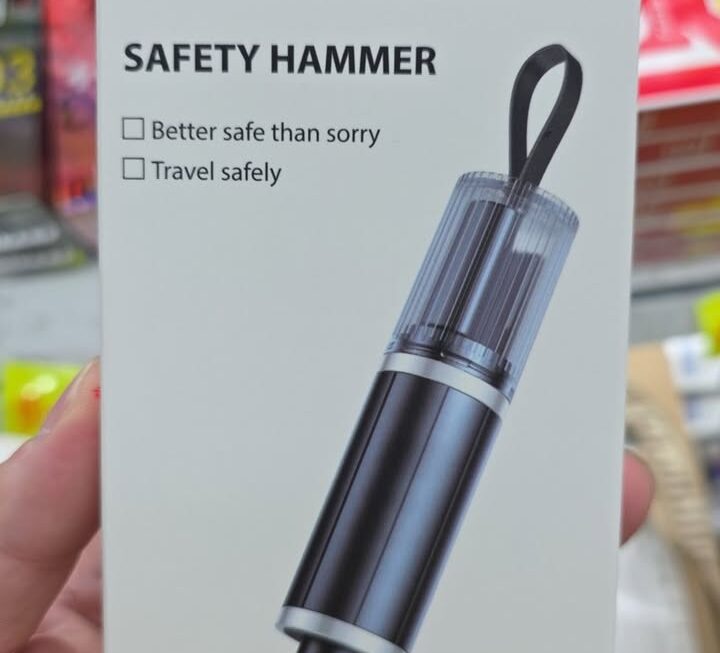 SAFETY HAMMER
☐ Better safe than sorry
☐ Travel safely